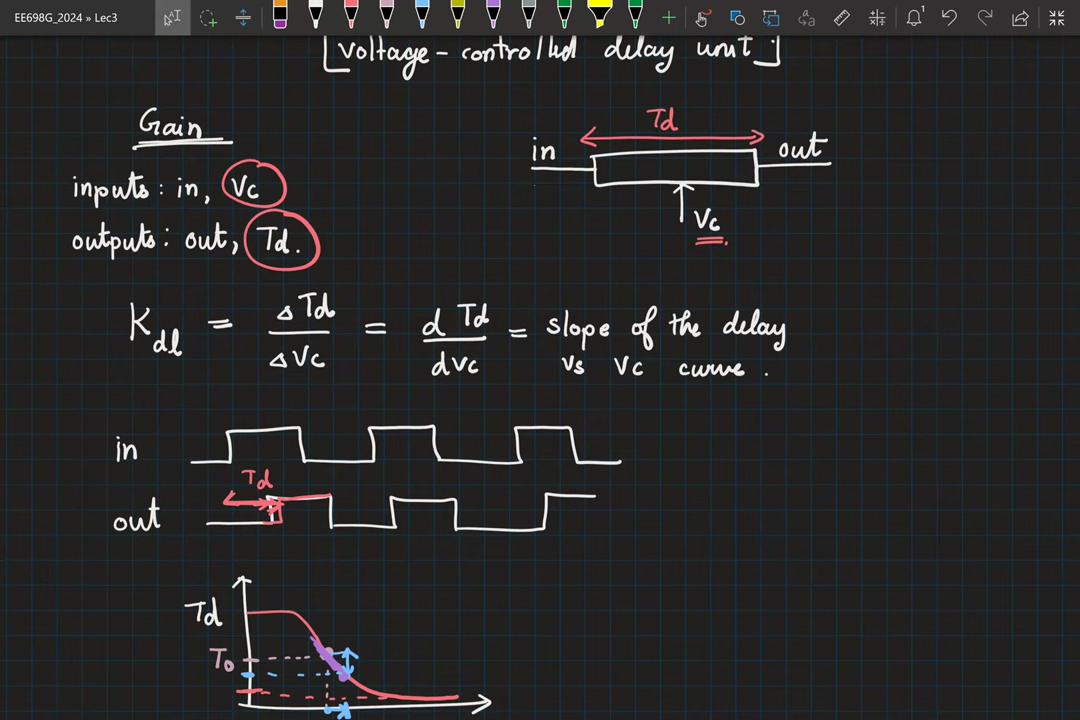 EE698G_2024 » Lec3
[Voltage-controlled delay unit]
Gain
inputs: in, Vc
outputs: out, Td.
Td
in
out
Vc
Kdl = ΔTd/ΔVc = dTd/dVc = slope of the delay
vs Vc curve.
in
Td
out
Td
To